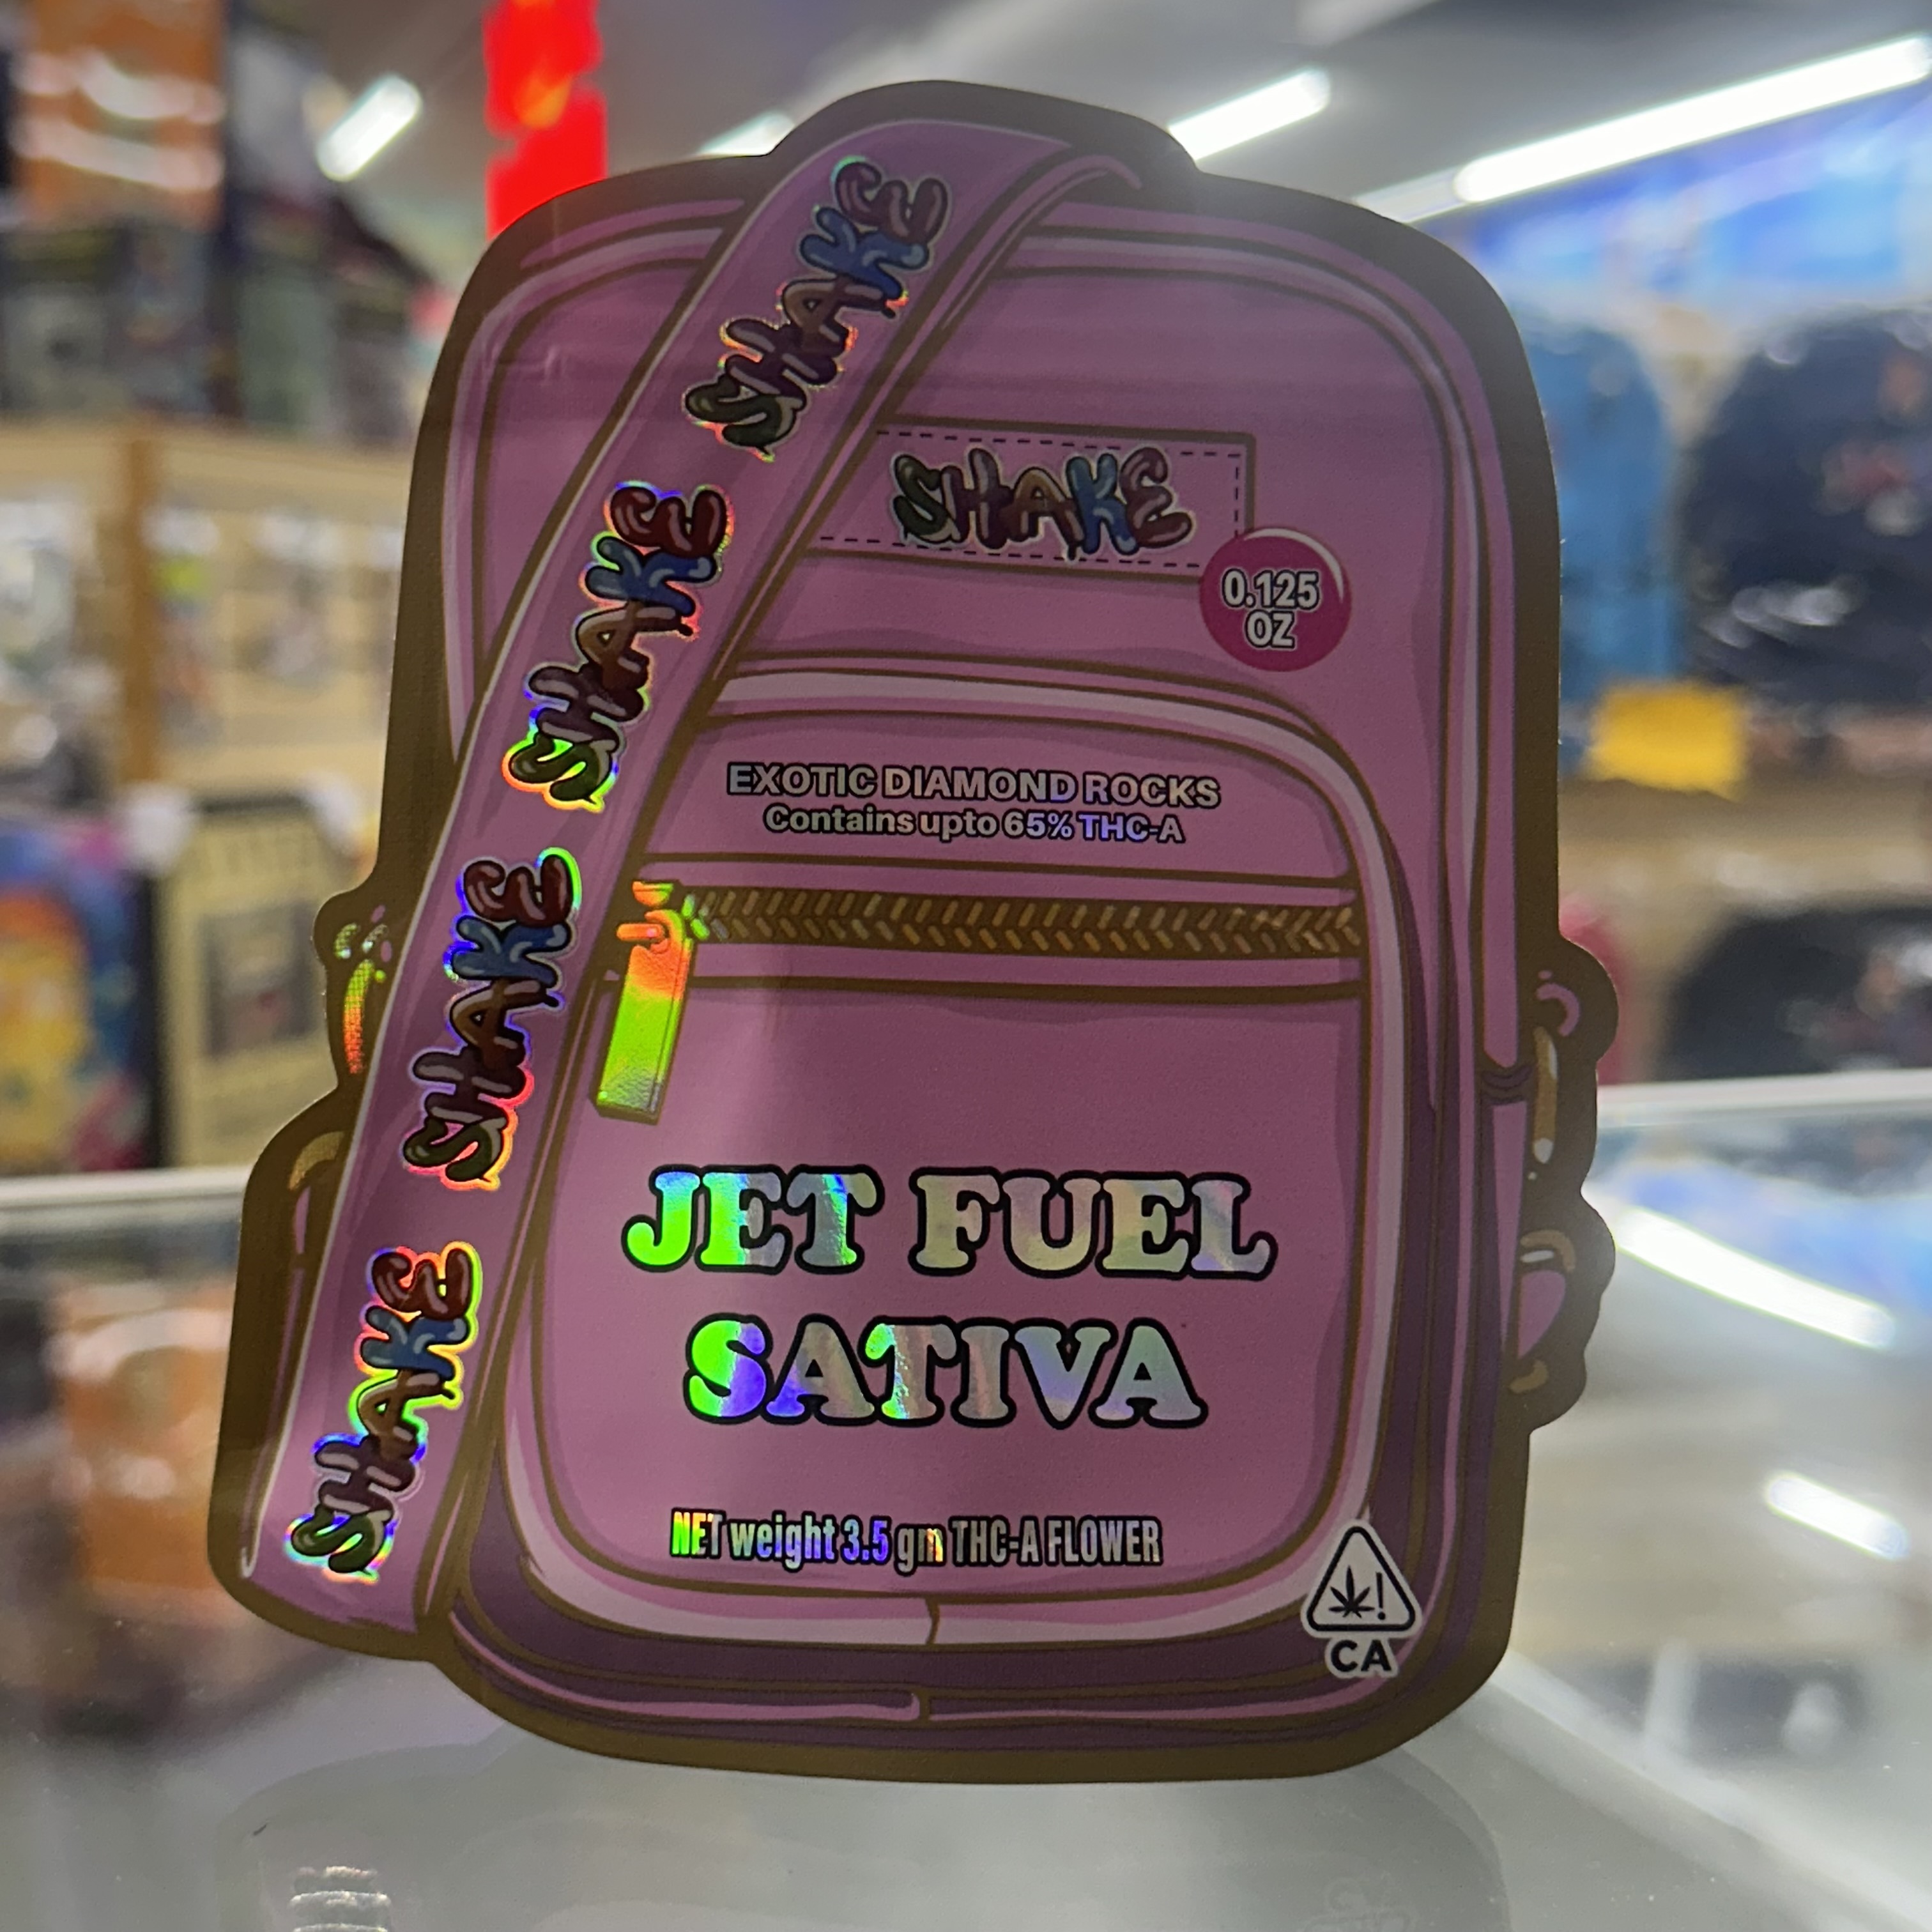 SHAKE
SHAKE
SHAKE
SHAKE
SHAKE
0.125
OZ
EXOTIC DIAMOND ROCKS
Contains upto 65% THC-A
JET FUEL
SATIVA
NET weight 3.5 gm THC-A FLOWER
!
CA